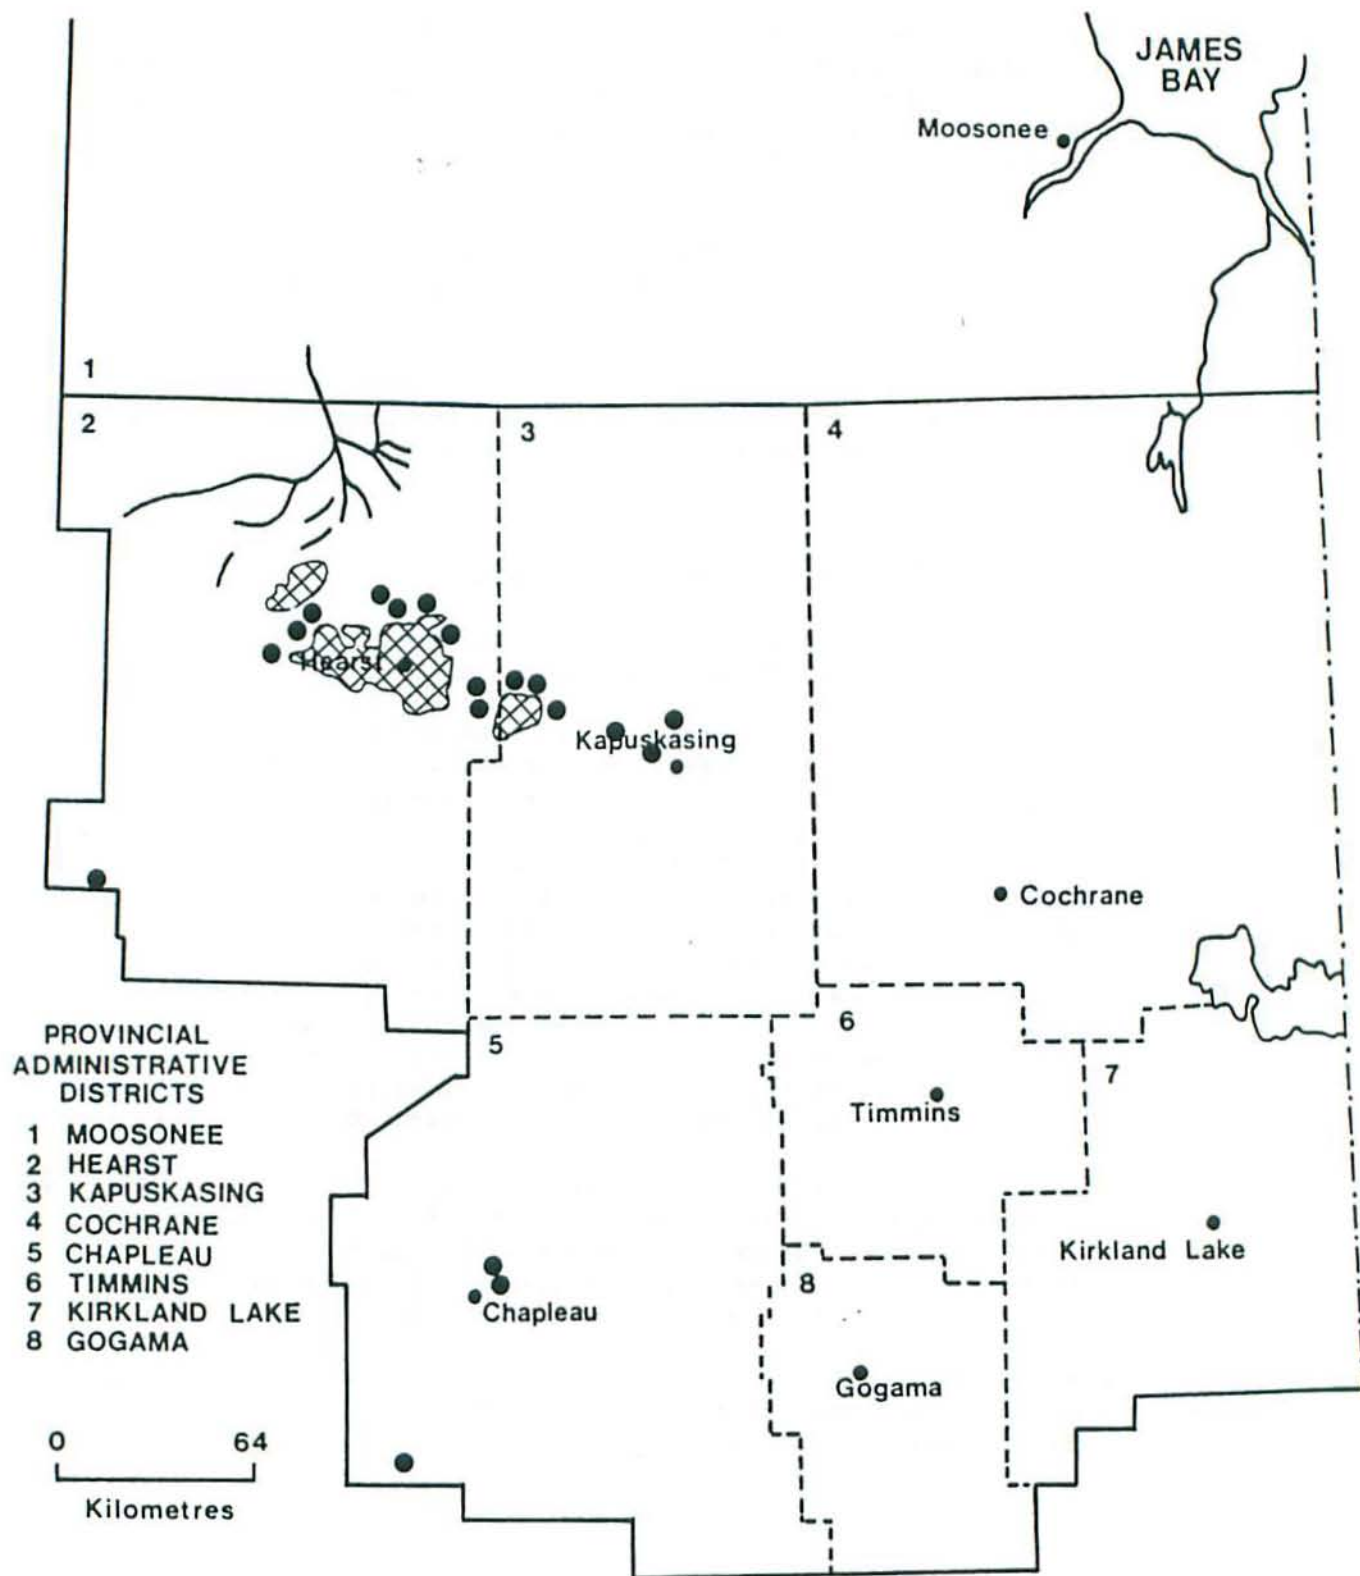 JAMES
BAY
Moosonee
1
2
3
4
Hearst
Kapuskasing
Cochrane
5
6
7
Timmins
Kirkland Lake
8
Chapleau
Gogama
PROVINCIAL
ADMINISTRATIVE
DISTRICTS
1 MOOSONEE
2 HEARST
3 KAPUSKASING
4 COCHRANE
5 CHAPLEAU
6 TIMMINS
7 KIRKLAND LAKE
8 GOGAMA
0 64
Kilometres